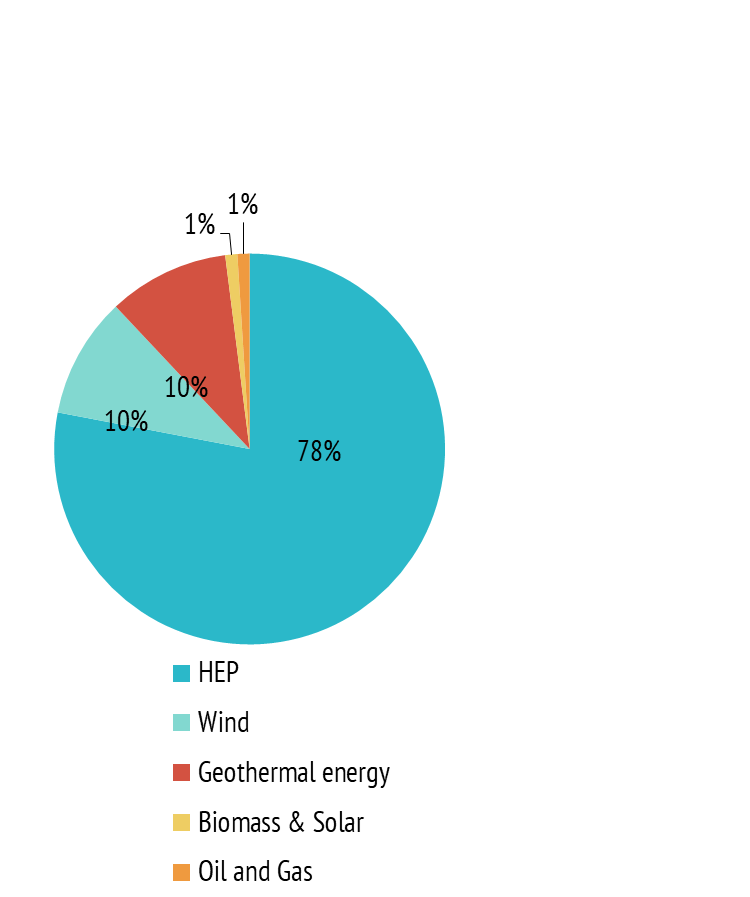 1%
1%
10%
10%
78%
HEP
Wind
Geothermal energy
Biomass & Solar
Oil and Gas